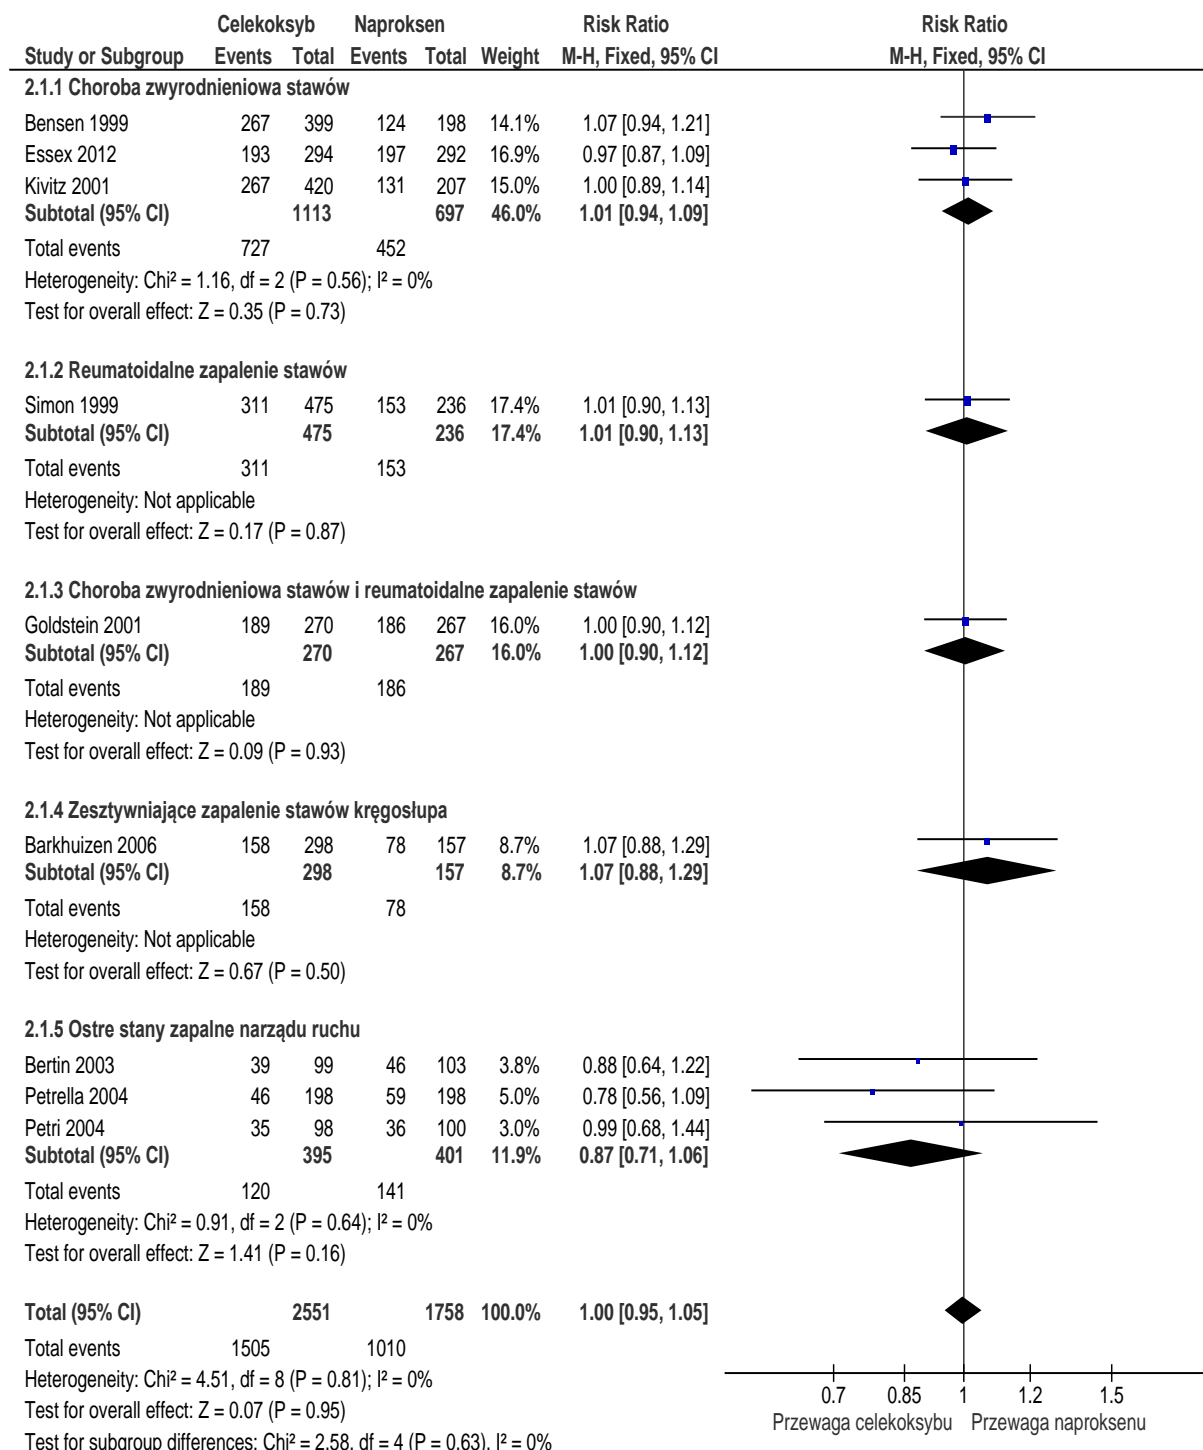 Celekoksyb Naproksen Risk Ratio Risk Ratio
Study or Subgroup Events Total Events Total Weight M-H, Fixed, 95% CI M-H, Fixed, 95% CI
2.1.1 Choroba zwyrodnieniowa stawów
Bensen 1999 267 399 124 198 14.1% 1.07 [0.94, 1.21]
Essex 2012 193 294 197 292 16.9% 0.97 [0.87, 1.09]
Kivitz 2001 267 420 131 207 15.0% 1.00 [0.89, 1.14]
Subtotal (95% CI) 1113 697 46.0% 1.01 [0.94, 1.09]
Total events 727 452
Heterogeneity: Chi² = 1.16, df = 2 (P = 0.56); I² = 0%
Test for overall effect: Z = 0.35 (P = 0.73)
2.1.2 Reumatoidalne zapalenie stawów
Simon 1999 311 475 153 236 17.4% 1.01 [0.90, 1.13]
Subtotal (95% CI) 475 236 17.4% 1.01 [0.90, 1.13]
Total events 311 153
Heterogeneity: Not applicable
Test for overall effect: Z = 0.17 (P = 0.87)
2.1.3 Choroba zwyrodnieniowa stawów i reumatoidalne zapalenie stawów
Goldstein 2001 189 270 186 267 16.0% 1.00 [0.90, 1.12]
Subtotal (95% CI) 270 267 16.0% 1.00 [0.90, 1.12]
Total events 189 186
Heterogeneity: Not applicable
Test for overall effect: Z = 0.09 (P = 0.93)
2.1.4 Zesztywniające zapalenie stawów kręgosłupa
Barkhuizen 2006 158 298 78 157 8.7% 1.07 [0.88, 1.29]
Subtotal (95% CI) 298 157 8.7% 1.07 [0.88, 1.29]
Total events 158 78
Heterogeneity: Not applicable
Test for overall effect: Z = 0.67 (P = 0.50)
2.1.5 Ostre stany zapalne narządu ruchu
Bertin 2003 39 99 46 103 3.8% 0.88 [0.64, 1.22]
Petrella 2004 46 198 59 198 5.0% 0.78 [0.56, 1.09]
Petri 2004 35 98 36 100 3.0% 0.99 [0.68, 1.44]
Subtotal (95% CI) 395 401 11.9% 0.87 [0.71, 1.06]
Total events 120 141
Heterogeneity: Chi² = 0.91, df = 2 (P = 0.64); I² = 0%
Test for overall effect: Z = 1.41 (P = 0.16)
Total (95% CI) 2551 1758 100.0% 1.00 [0.95, 1.05]
Total events 1505 1010
Heterogeneity: Chi² = 4.51, df = 8 (P = 0.81); I² = 0%
Test for overall effect: Z = 0.07 (P = 0.95)
Test for subgroup differences: Chi² = 2.58, df = 4 (P = 0.63), I² = 0%
0.7 0.85 1 1.2 1.5
Przewaga celekoksybu Przewaga naproksenu